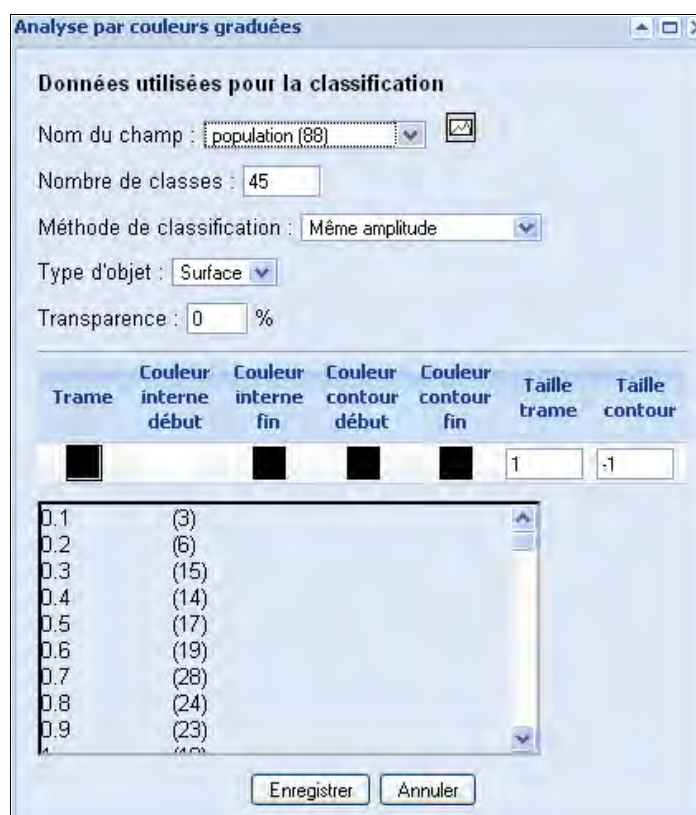 Analyse par couleurs graduées
Données utilisées pour la classification
Nom du champ : population (88)
Nombre de classes : 45
Méthode de classification : Même amplitude
Type d'objet : Surface
Transparence : 0 %
Trame Couleur interne début Couleur interne fin Couleur contour début Couleur contour fin Taille trame Taille contour
1 -1
0.1 (3)
0.2 (6)
0.3 (15)
0.4 (14)
0.5 (17)
0.6 (19)
0.7 (28)
0.8 (24)
0.9 (23)
Enregistrer Annuler